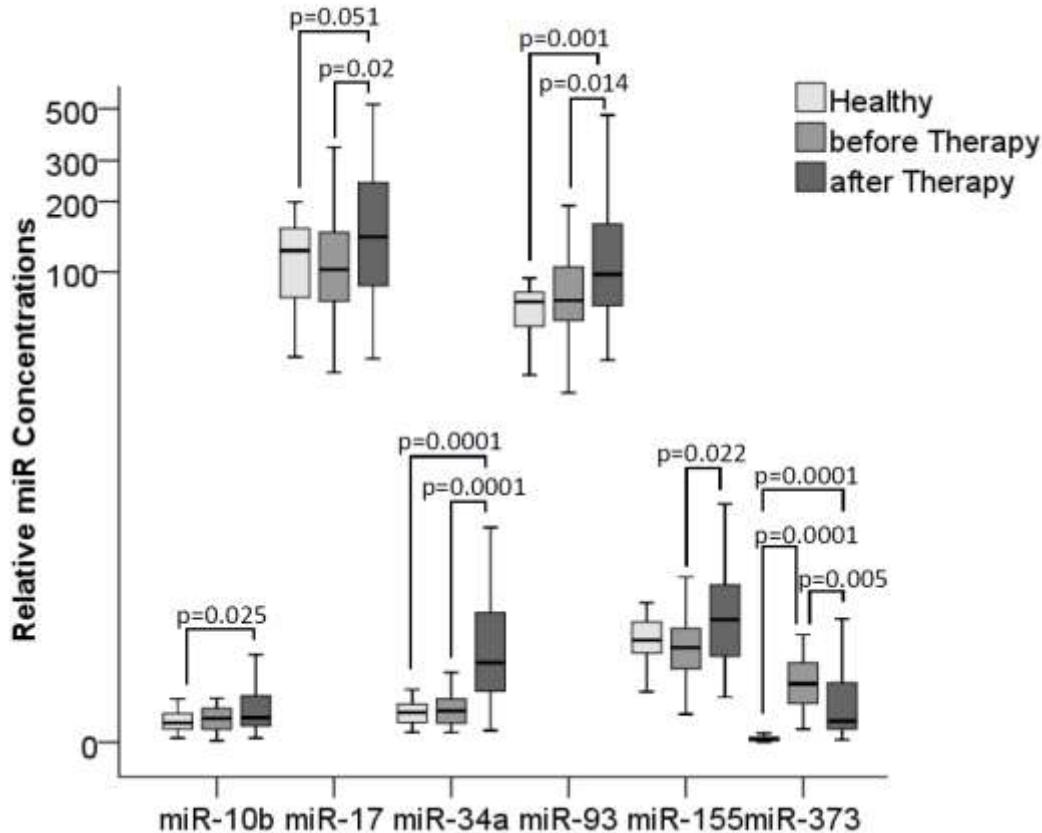 p=0.051
p=0.02
p=0.001
p=0.014
Healthy
before Therapy
after Therapy
500
300
200
100
0
Relative miR Concentrations
p=0.0001
p=0.0001
p=0.022
p=0.0001
p=0.0001
p=0.005
p=0.025
miR-10b miR-17 miR-34a miR-93 miR-155 miR-373